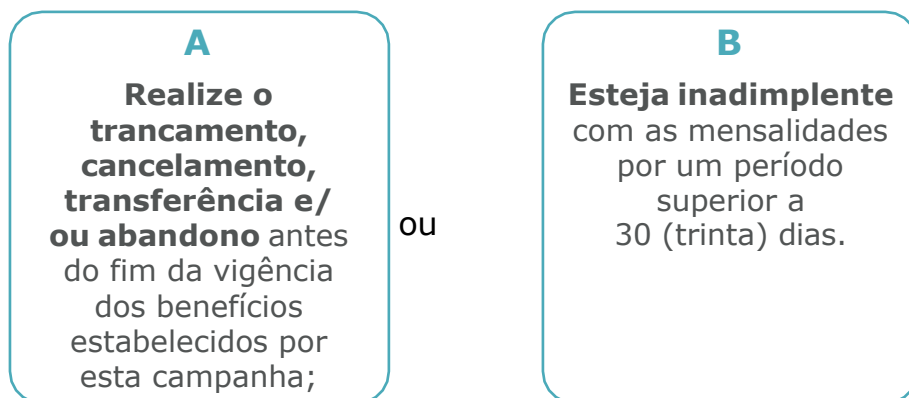 A
Realize o
trancamento,
cancelamento,
transferência e/
ou abandono antes
do fim da vigência
dos benefícios
estabelecidos por
esta campanha;
ou
B
Esteja inadimplente
com as mensalidades
por um período
superior a
30 (trinta) dias.